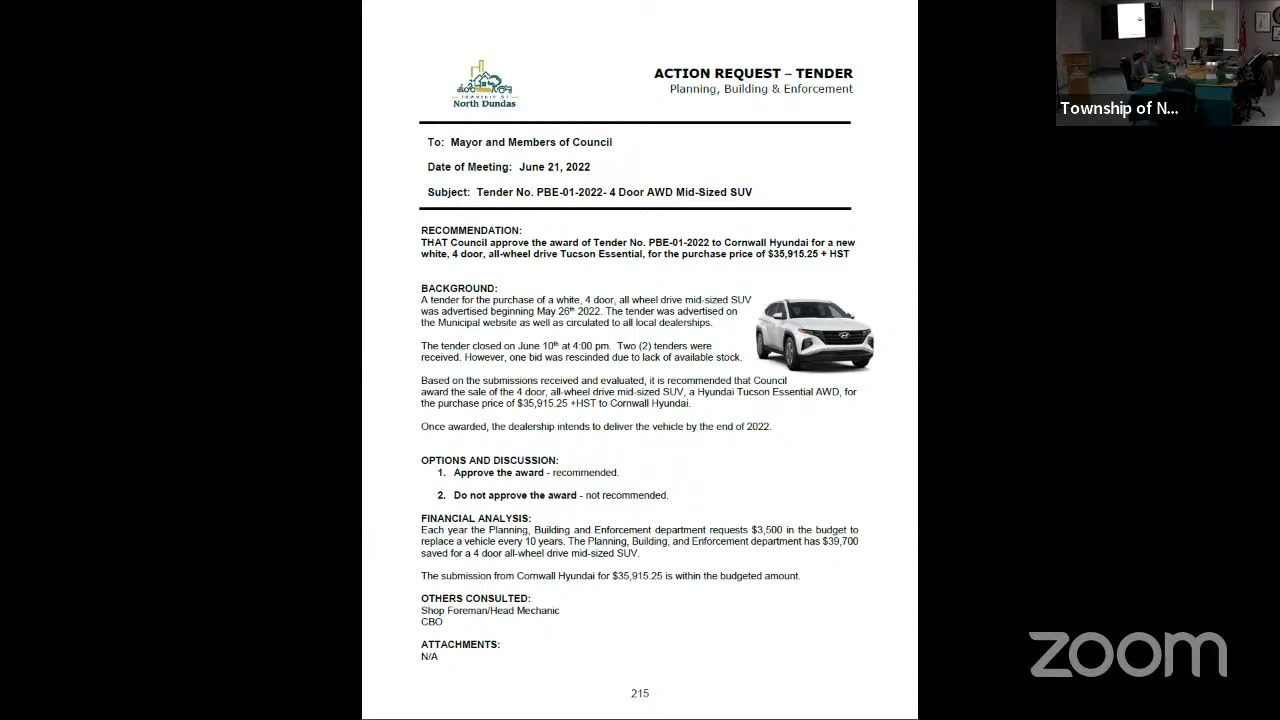 ACTION REQUEST – TENDER
Planning, Building & Enforcement
TOWNSHIP OF
North Dundas
To: Mayor and Members of Council
Date of Meeting: June 21, 2022
Subject: Tender No. PBE-01-2022- 4 Door AWD Mid-Sized SUV
RECOMMENDATION:
THAT Council approve the award of Tender No. PBE-01-2022 to Cornwall Hyundai for a new
white, 4 door, all-wheel drive Tucson Essential, for the purchase price of $35,915.25 + HST
BACKGROUND:
A tender for the purchase of a white, 4 door, all wheel drive mid-sized SUV
was advertised beginning May 26th 2022. The tender was advertised on
the Municipal website as well as circulated to all local dealerships.
The tender closed on June 10th at 4:00 pm. Two (2) tenders were
received. However, one bid was rescinded due to lack of available stock.
Based on the submissions received and evaluated, it is recommended that Council
award the sale of the 4 door, all-wheel drive mid-sized SUV, a Hyundai Tucson Essential AWD, for
the purchase price of $35,915.25 +HST to Cornwall Hyundai.
Once awarded, the dealership intends to deliver the vehicle by the end of 2022.
OPTIONS AND DISCUSSION:
1. Approve the award - recommended.
2. Do not approve the award - not recommended.
FINANCIAL ANALYSIS:
Each year the Planning, Building and Enforcement department requests $3,500 in the budget to
replace a vehicle every 10 years. The Planning, Building, and Enforcement department has $39,700
saved for a 4 door all-wheel drive mid-sized SUV.
The submission from Cornwall Hyundai for $35,915.25 is within the budgeted amount.
OTHERS CONSULTED:
Shop Foreman/Head Mechanic
CBO
ATTACHMENTS:
N/A
215
Township of N...
zoom